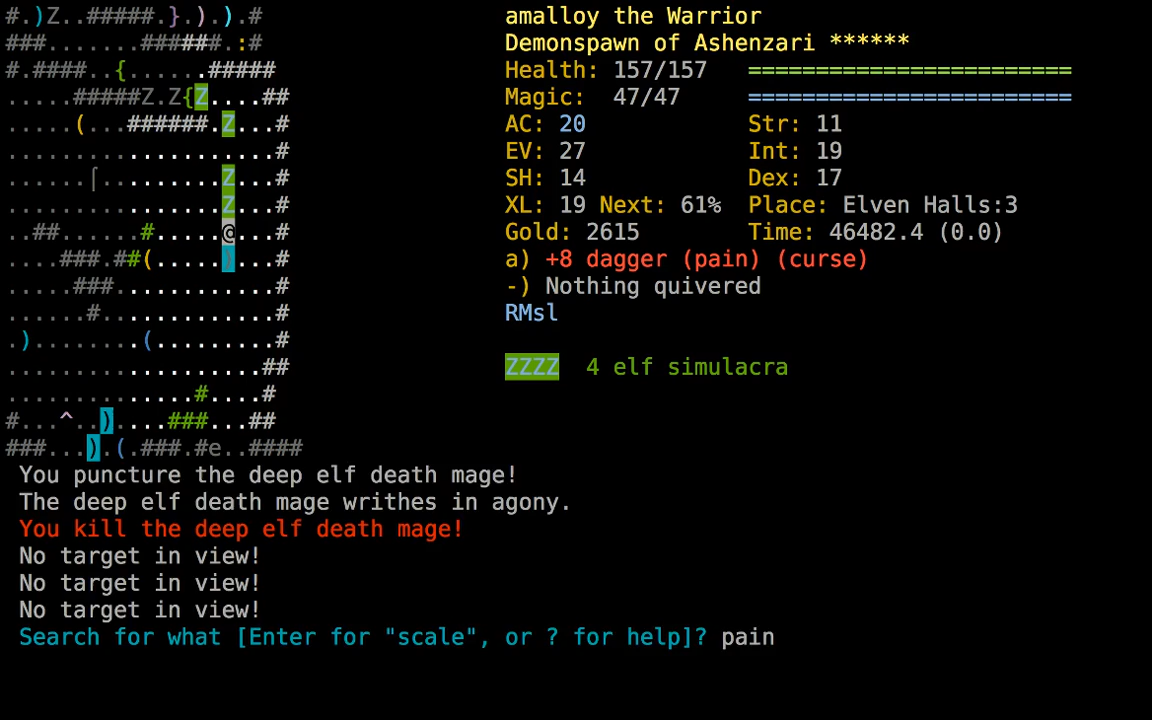 #.)Z..#####.}.).).#
amalloy the Warrior
###.......######.:#
Demonspawn of Ashenzari ******
#.####..{......#####
Health: 157/157 ========================
.....#####Z.Z{Z....##
Magic: 47/47 ========================
.....(...######.Z...#
AC: 20 Str: 11
....................#
EV: 27 Int: 19
......⌠.........Z...#
SH: 14 Dex: 17
................Z...#
XL: 19 Next: 61% Place: Elven Halls:3
..##......#.....@...#
Gold: 2615 Time: 46482.4 (0.0)
....###.##(.....)...#
a) +8 dagger (pain) (curse)
.....###............#
-) Nothing quivered
......#.............#
RMsl
.)........(.........#
...................##
ZZZZ 4 elf simulacra
..............#....#
#...^..)....###...##
###...).(.###.#e..####
You puncture the deep elf death mage!
The deep elf death mage writhes in agony.
You kill the deep elf death mage!
No target in view!
No target in view!
No target in view!
Search for what [Enter for "scale", or ? for help]? pain